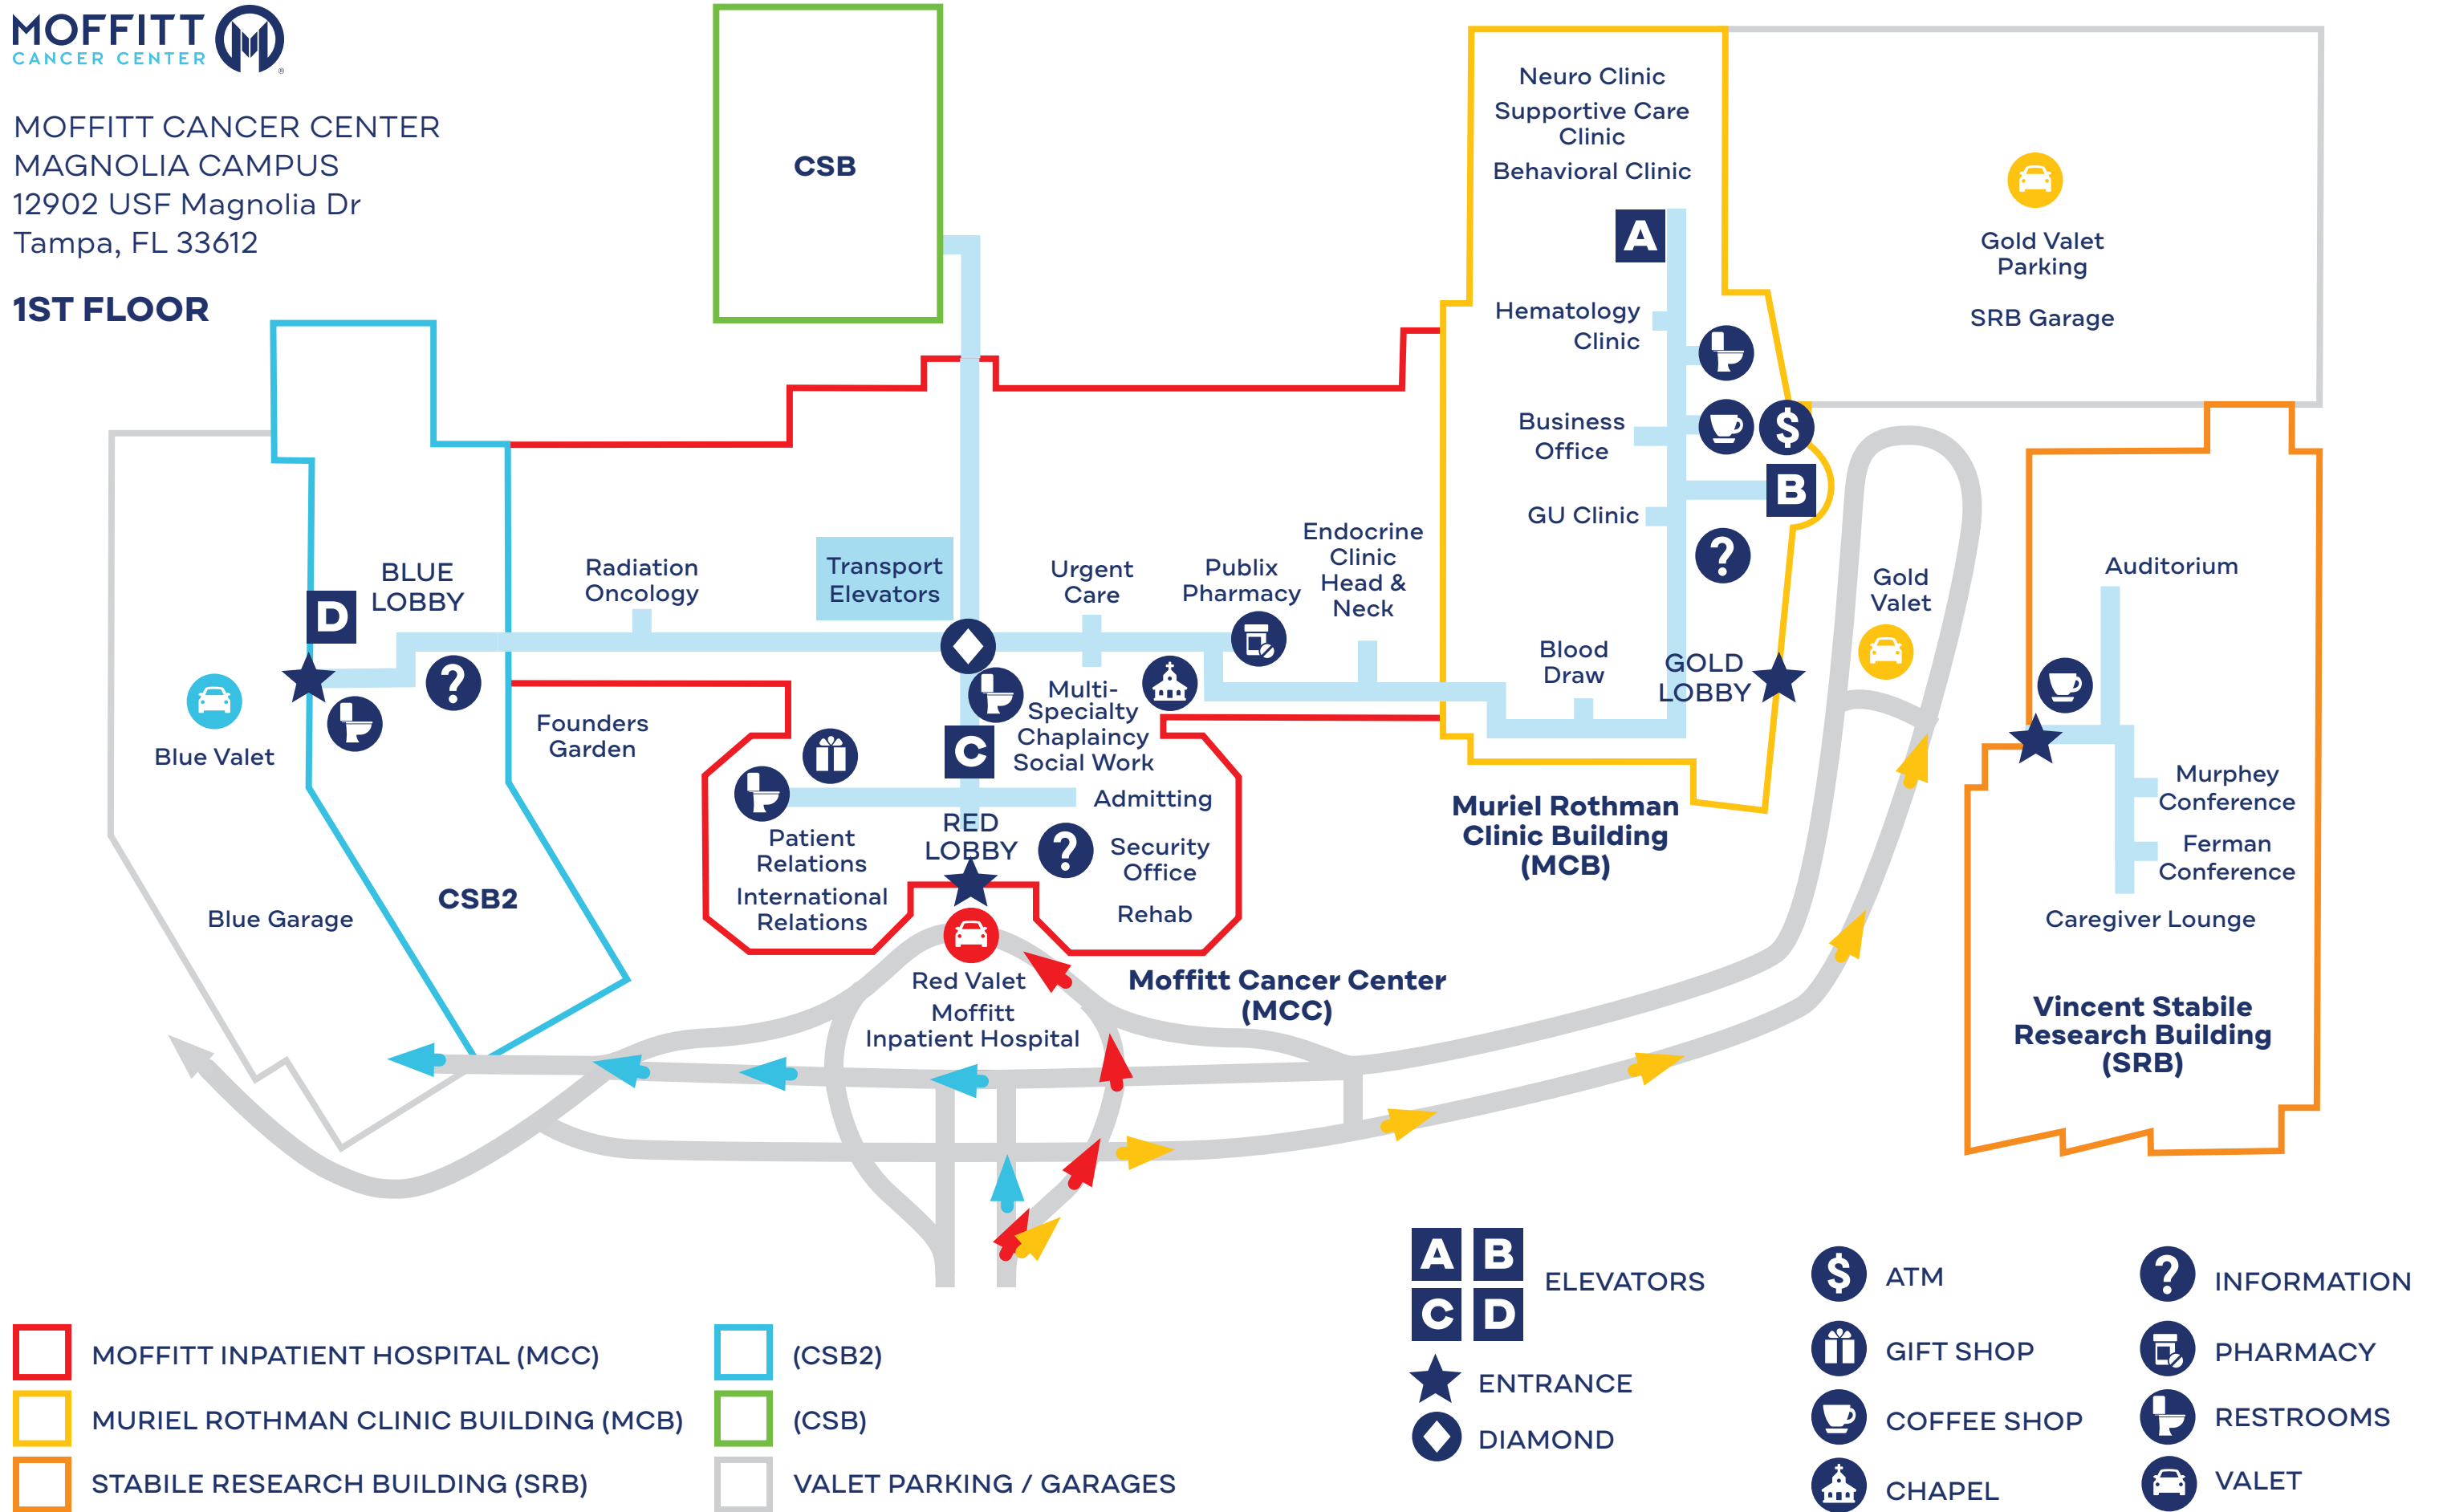 MOFFITT
CANCER CENTER
®
MOFFITT CANCER CENTER
MAGNOLIA CAMPUS
12902 USF Magnolia Dr
Tampa, FL 33612
1ST FLOOR
CSB
Neuro Clinic
Supportive Care
Clinic
Behavioral Clinic
A
Hematology
Clinic
Business
Office
$
B
GU Clinic
?
Gold Valet
Parking
SRB Garage
BLUE
LOBBY
D
?
Blue Valet
Blue Garage
CSB2
Radiation
Oncology
Founders
Garden
Transport
Elevators
Urgent
Care
Publix
Pharmacy
Endocrine
Clinic
Head &
Neck
Blood
Draw
GOLD
LOBBY
Gold
Valet
Multi-
Specialty
Chaplaincy
Social Work
C
Admitting
RED
LOBBY
?
Patient
Relations
International
Relations
Security
Office
Rehab
Red Valet
Moffitt
Inpatient Hospital
Moffitt Cancer Center
(MCC)
Muriel Rothman
Clinic Building
(MCB)
Auditorium
Murphey
Conference
Ferman
Conference
Caregiver Lounge
Vincent Stabile
Research Building
(SRB)
MOFFITT INPATIENT HOSPITAL (MCC)
MURIEL ROTHMAN CLINIC BUILDING (MCB)
STABILE RESEARCH BUILDING (SRB)
(CSB2)
(CSB)
VALET PARKING / GARAGES
A B
C D
ELEVATORS
ENTRANCE
DIAMOND
$ ATM
GIFT SHOP
COFFEE SHOP
CHAPEL
? INFORMATION
PHARMACY
RESTROOMS
VALET